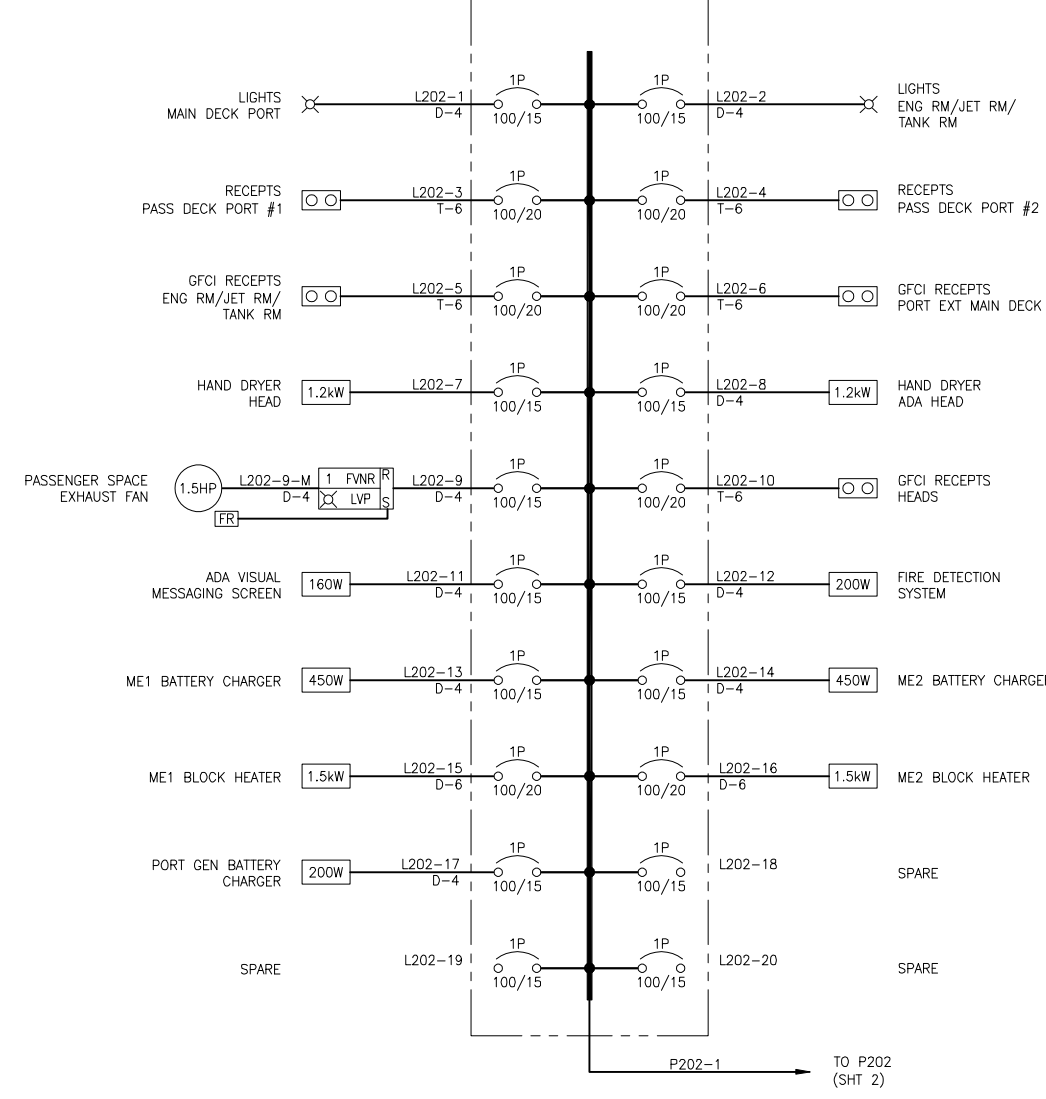 LIGHTS
MAIN DECK PORT
L202-1
D-4
1P
100/15
1P
100/15
L202-2
D-4
LIGHTS
ENG RM/JET RM/
TANK RM
RECEPTS
PASS DECK PORT #1
L202-3
T-6
1P
100/20
1P
100/20
L202-4
T-6
RECEPTS
PASS DECK PORT #2
GFCI RECEPTS
ENG RM/JET RM/
TANK RM
L202-5
T-6
1P
100/20
1P
100/20
L202-6
T-6
GFCI RECEPTS
PORT EXT MAIN DECK
HAND DRYER
HEAD
1.2kW
L202-7
1P
100/15
1P
100/15
L202-8
D-4
1.2kW
HAND DRYER
ADA HEAD
PASSENGER SPACE
EXHAUST FAN
1.5HP
L202-9-M
D-4
1 FVNR R
LVP S
FR
L202-9
D-4
1P
100/15
1P
100/20
L202-10
T-6
GFCI RECEPTS
HEADS
ADA VISUAL
MESSAGING SCREEN
160W
L202-11
D-4
1P
100/15
1P
100/15
L202-12
D-4
200W
FIRE DETECTION
SYSTEM
ME1 BATTERY CHARGER
450W
L202-13
D-4
1P
100/15
1P
100/15
L202-14
D-4
450W
ME2 BATTERY CHARGE
ME1 BLOCK HEATER
1.5kW
L202-15
D-6
1P
100/20
1P
100/20
L202-16
D-6
1.5kW
ME2 BLOCK HEATER
PORT GEN BATTERY
CHARGER
200W
L202-17
D-4
1P
100/15
1P
100/15
L202-18
SPARE
SPARE
L202-19
1P
100/15
1P
100/15
L202-20
SPARE
P202-1
TO P202
(SHT 2)